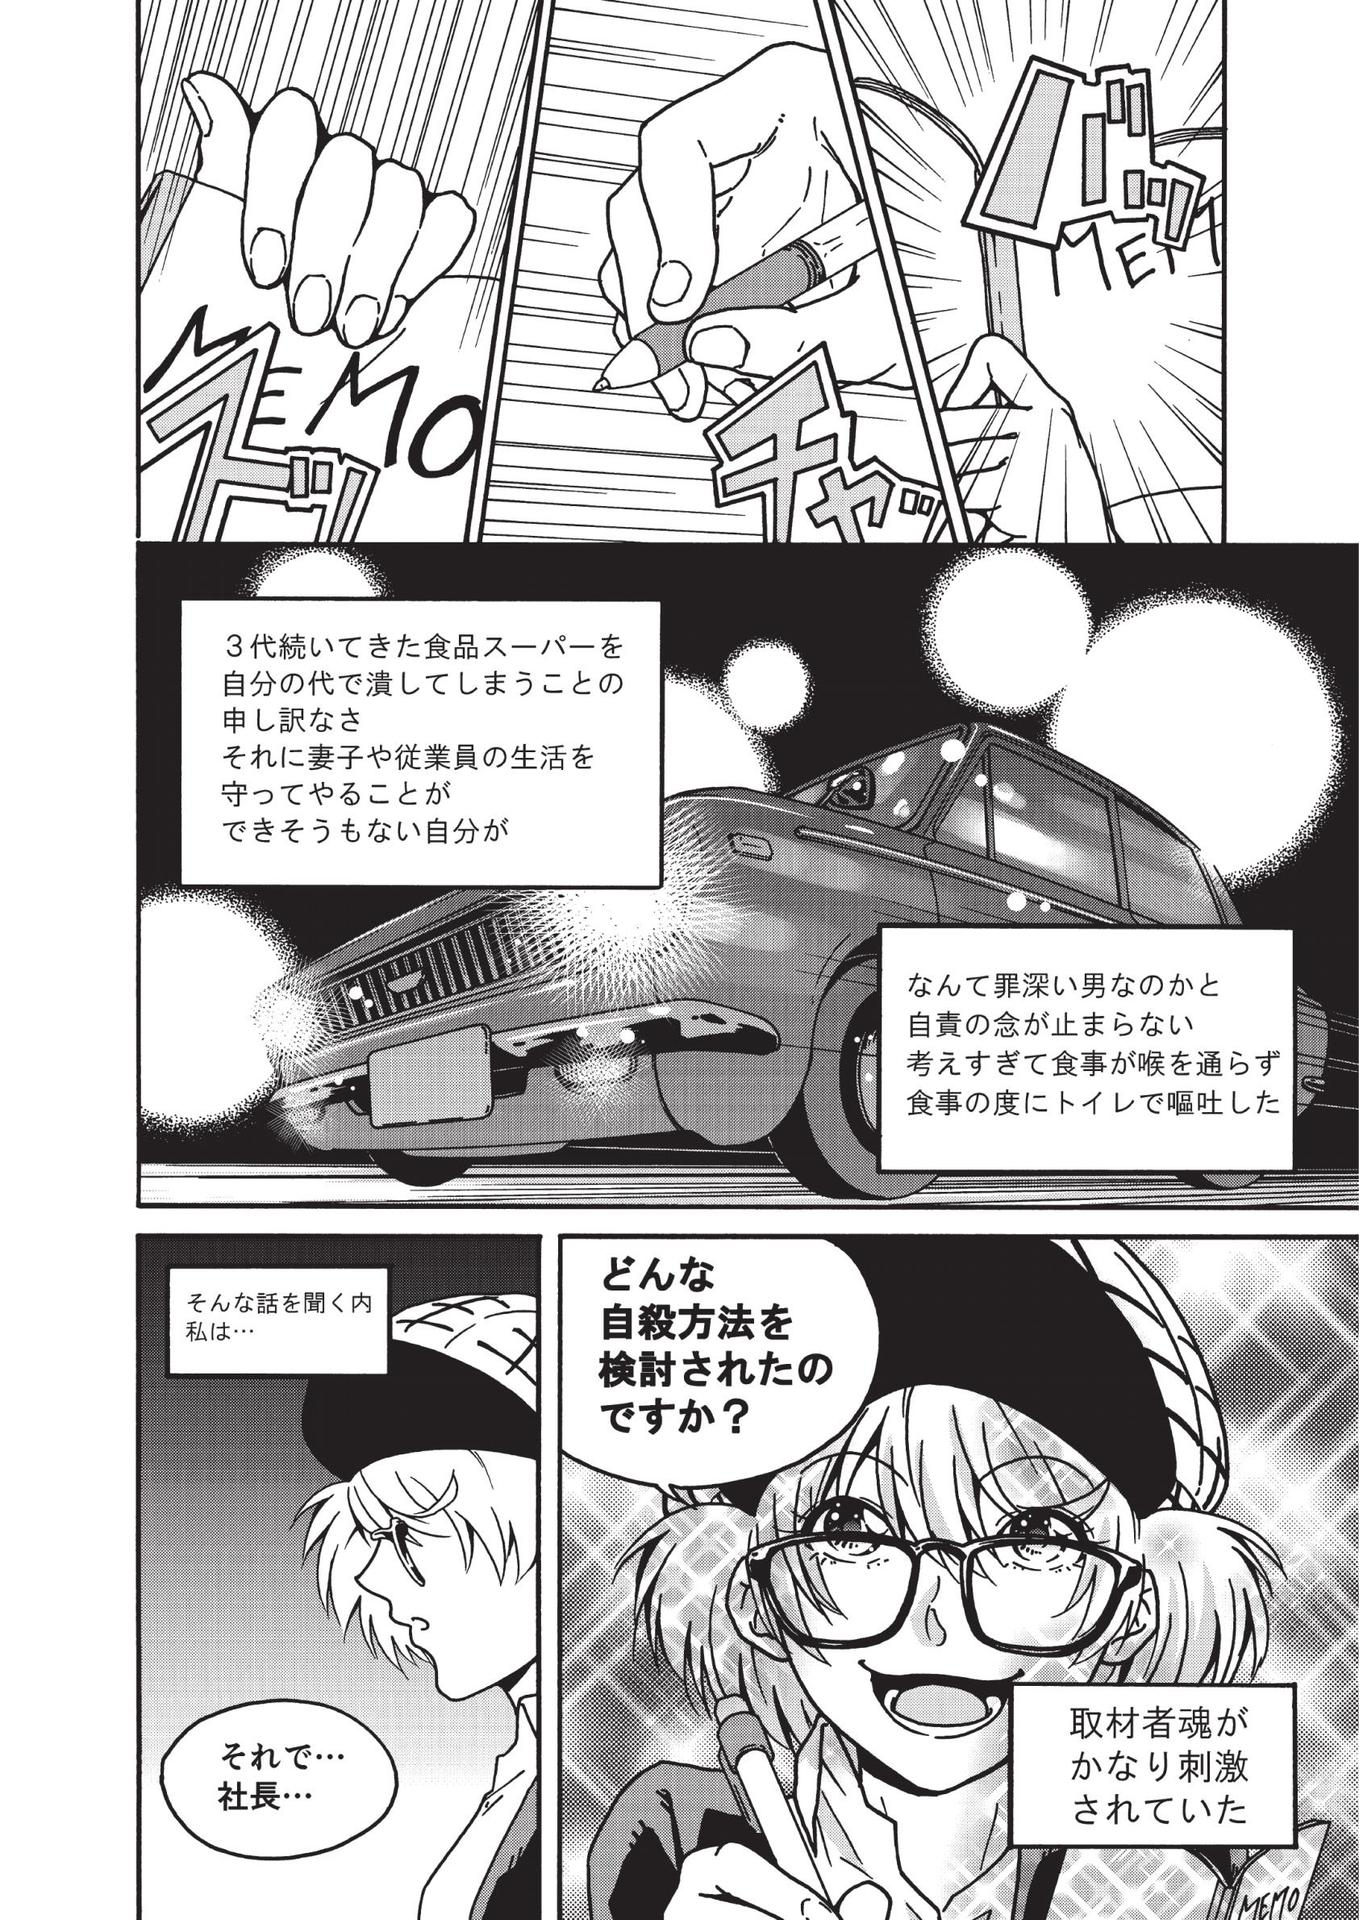 MEMO
スッ
チャッ
バッ
MEM
3代続いてきた食品スーパーを
自分の代で潰してしまうことの
申し訳なさ
それに妻子や従業員の生活を
守ってやることが
できそうもない自分が
なんて罪深い男なのかと
自責の念が止まらない
考えすぎて食事が喉を通らず
食事の度にトイレで嘔吐した
そんな話を聞く内
私は…
それで…
社長…
どんな
自殺方法を
検討されたの
ですか？
取材者魂が
かなり刺激
されていた
MEMO